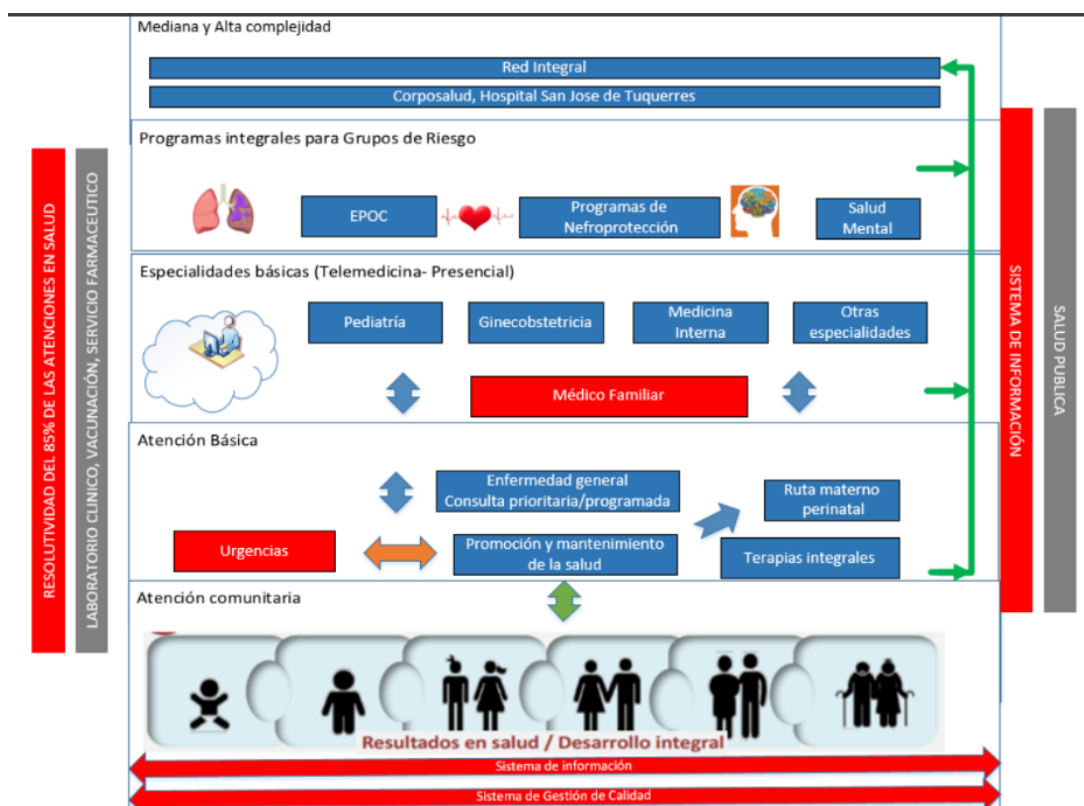 Mediana y Alta complejidad
Red Integral
Corposalud, Hospital San Jose de Tuquerres
Programas integrales para Grupos de Riesgo
EPOC
Programas de
Nefroprotección
Salud
Mental
Especialidades básicas (Telemedicina- Presencial)
Pediatría
Ginecobstetricia
Medicina
Interna
Otras
especialidades
Médico Familiar
Atención Básica
Enfermedad general
Consulta prioritaria/programada
Ruta materno
perinatal
Urgencias
Promoción y mantenimiento
de la salud
Terapias integrales
Atención comunitaria
Resultados en salud / Desarrollo integral
Sistema de información
Sistema de Gestión de Calidad
RESOLUTIVIDAD DEL 85% DE LAS ATENCIONES EN SALUD
LABORATORIO CLINICO, VACUNACIÓN, SERVICIO FARMACEUTICO
SISTEMA DE INFORMACIÓN
SALUD PUBLICA